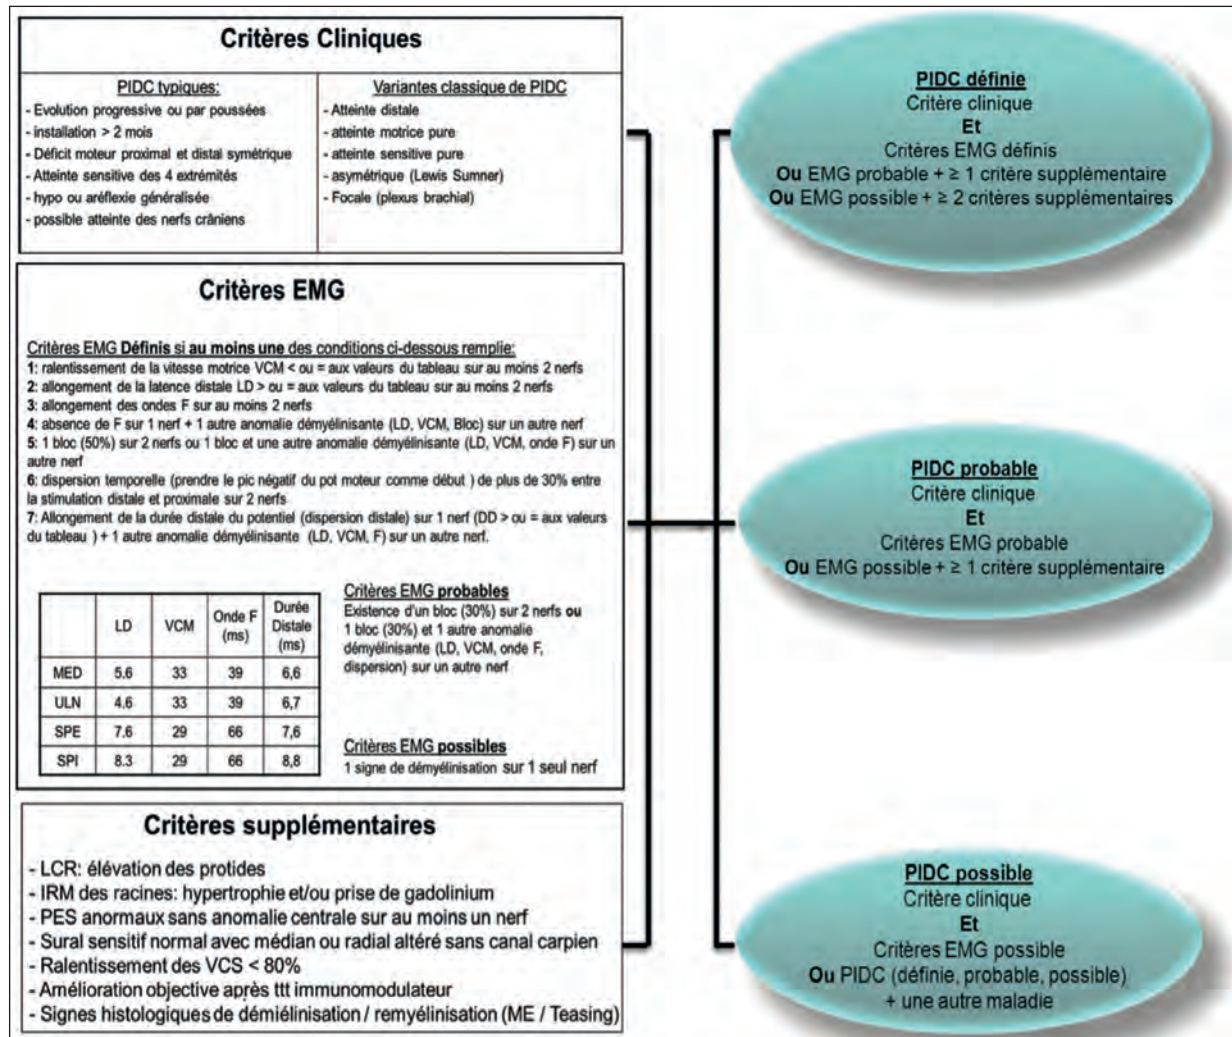 Critères Cliniques
PIDC typiques:
- Evolution progressive ou par poussées
- installation > 2 mois
- Déficit moteur proximal et distal symétrique
- Atteinte sensitive des 4 extrémités
- hypo ou aréflexie généralisée
- possible atteinte des nerfs crâniens
Variantes classique de PIDC
- Atteinte distale
- atteinte motrice pure
- atteinte sensitive pure
- asymétrique (Lewis Sumner)
- Focale (plexus brachial)
Critères EMG
Critères EMG Définis si au moins une des conditions ci-dessous remplie:
1: ralentissement de la vitesse motrice VCM < ou = aux valeurs du tableau sur au moins 2 nerfs
2: allongement de la latence distale LD > ou = aux valeurs du tableau sur au moins 2 nerfs
3: allongement des ondes F sur au moins 2 nerfs
4: absence de F sur 1 nerf + 1 autre anomalie démyélinisante (LD, VCM, Bloc) sur un autre nerf
5: 1 bloc (50%) sur 2 nerfs ou 1 bloc et une autre anomalie démyélinisante (LD, VCM, onde F) sur un
autre nerf
6: dispersion temporelle (prendre le pic négatif du pot moteur comme début ) de plus de 30% entre
la stimulation distale et proximale sur 2 nerfs
7: Allongement de la durée distale du potentiel (dispersion distale) sur 1 nerf (DD > ou = aux valeurs
du tableau ) + 1 autre anomalie démyélinisante (LD, VCM, F) sur un autre nerf.
LD VCM Onde F (ms) Durée Distale (ms)
MED 5.6 33 39 6,6
ULN 4.6 33 39 6,7
SPE 7.6 29 66 7,6
SPI 8.3 29 66 8,8
Critères EMG probables
Existence d'un bloc (30%) sur 2 nerfs ou
1 bloc (30%) et 1 autre anomalie
démyélinisante (LD, VCM, onde F,
dispersion) sur un autre nerf
Critères EMG possibles
1 signe de démyélinisation sur 1 seul nerf
Critères supplémentaires
- LCR: élévation des protides
- IRM des racines: hypertrophie et/ou prise de gadolinium
- PES anormaux sans anomalie centrale sur au moins un nerf
- Sural sensitif normal avec médian ou radial altéré sans canal carpien
- Ralentissement des VCS < 80%
- Amélioration objective après ttt immunomodulateur
- Signes histologiques de démiélinisation / remyélinisation (ME / Teasing)
PIDC définie
Critère clinique
Et
Critères EMG définis
Ou EMG probable + ≥ 1 critère supplémentaire
Ou EMG possible + ≥ 2 critères supplémentaires
PIDC probable
Critère clinique
Et
Critères EMG probable
Ou EMG possible + ≥ 1 critère supplémentaire
PIDC possible
Critère clinique
Et
Critères EMG possible
Ou PIDC (définie, probable, possible)
+ une autre maladie